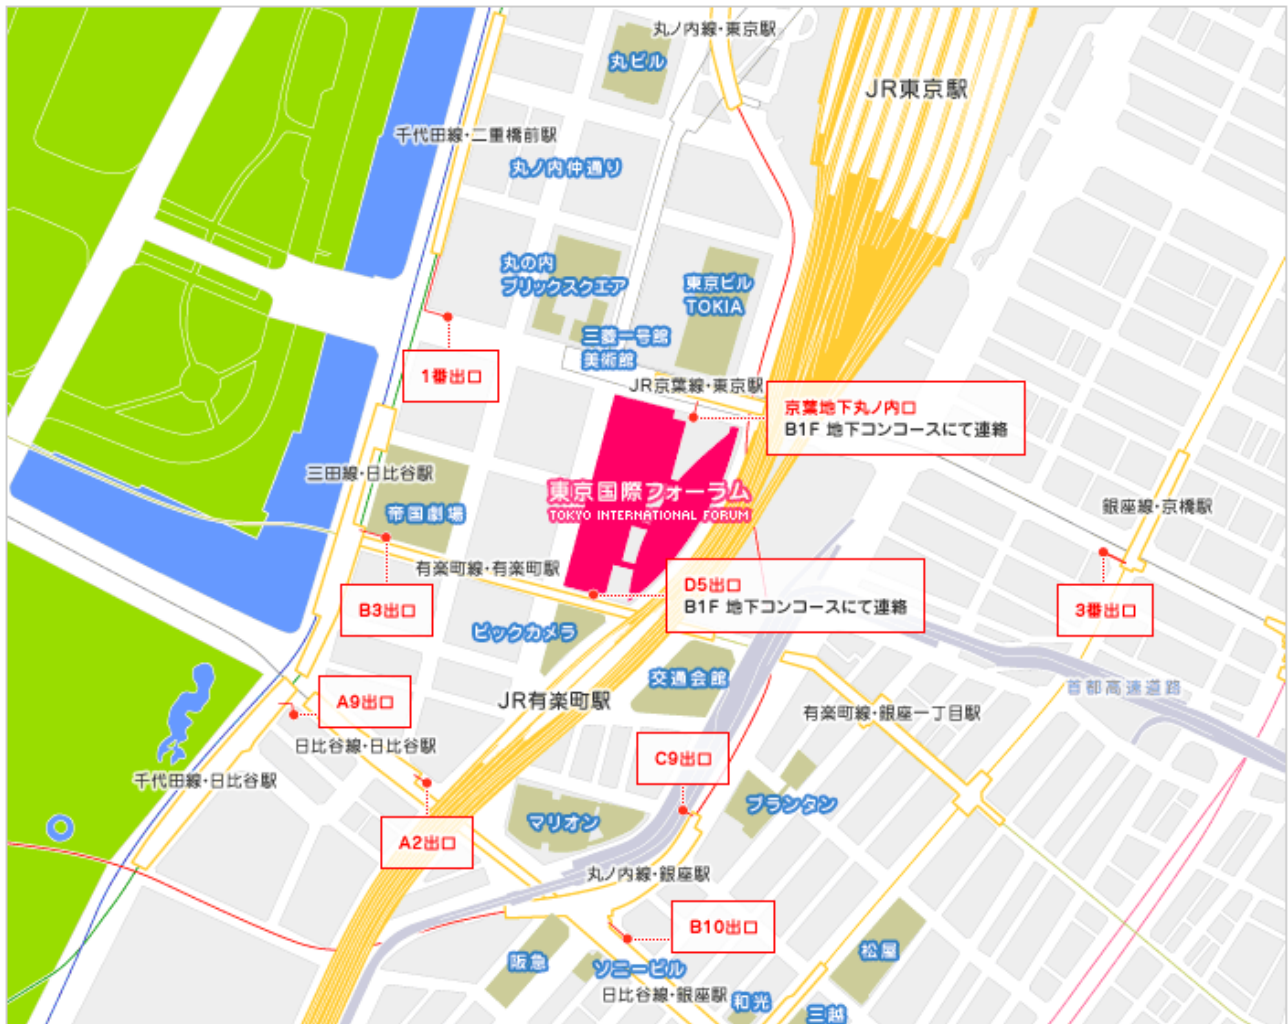 丸ノ内線・東京駅
丸ビル
JR東京駅
千代田線・二重橋前駅
丸ノ内仲通り
丸の内
ブリックスクエア
東京ビル
TOKIA
三菱一号館
美術館
1番出口
JR京葉線・東京駅
京葉地下丸ノ内口
B1F 地下コンコースにて連絡
三田線・日比谷駅
東京国際フォーラム
TOKYO INTERNATIONAL FORUM
帝国劇場
銀座線・京橋駅
有楽町線・有楽町駅
D5出口
B1F 地下コンコースにて連絡
B3出口
3番出口
ビックカメラ
交通会館
首都高速道路
A9出口
JR有楽町駅
有楽町線・銀座一丁目駅
日比谷線・日比谷駅
C9出口
千代田線・日比谷駅
プランタン
マリオン
A2出口
丸ノ内線・銀座駅
B10出口
松屋
阪急
ソニービル
日比谷線・銀座駅
和光
三越